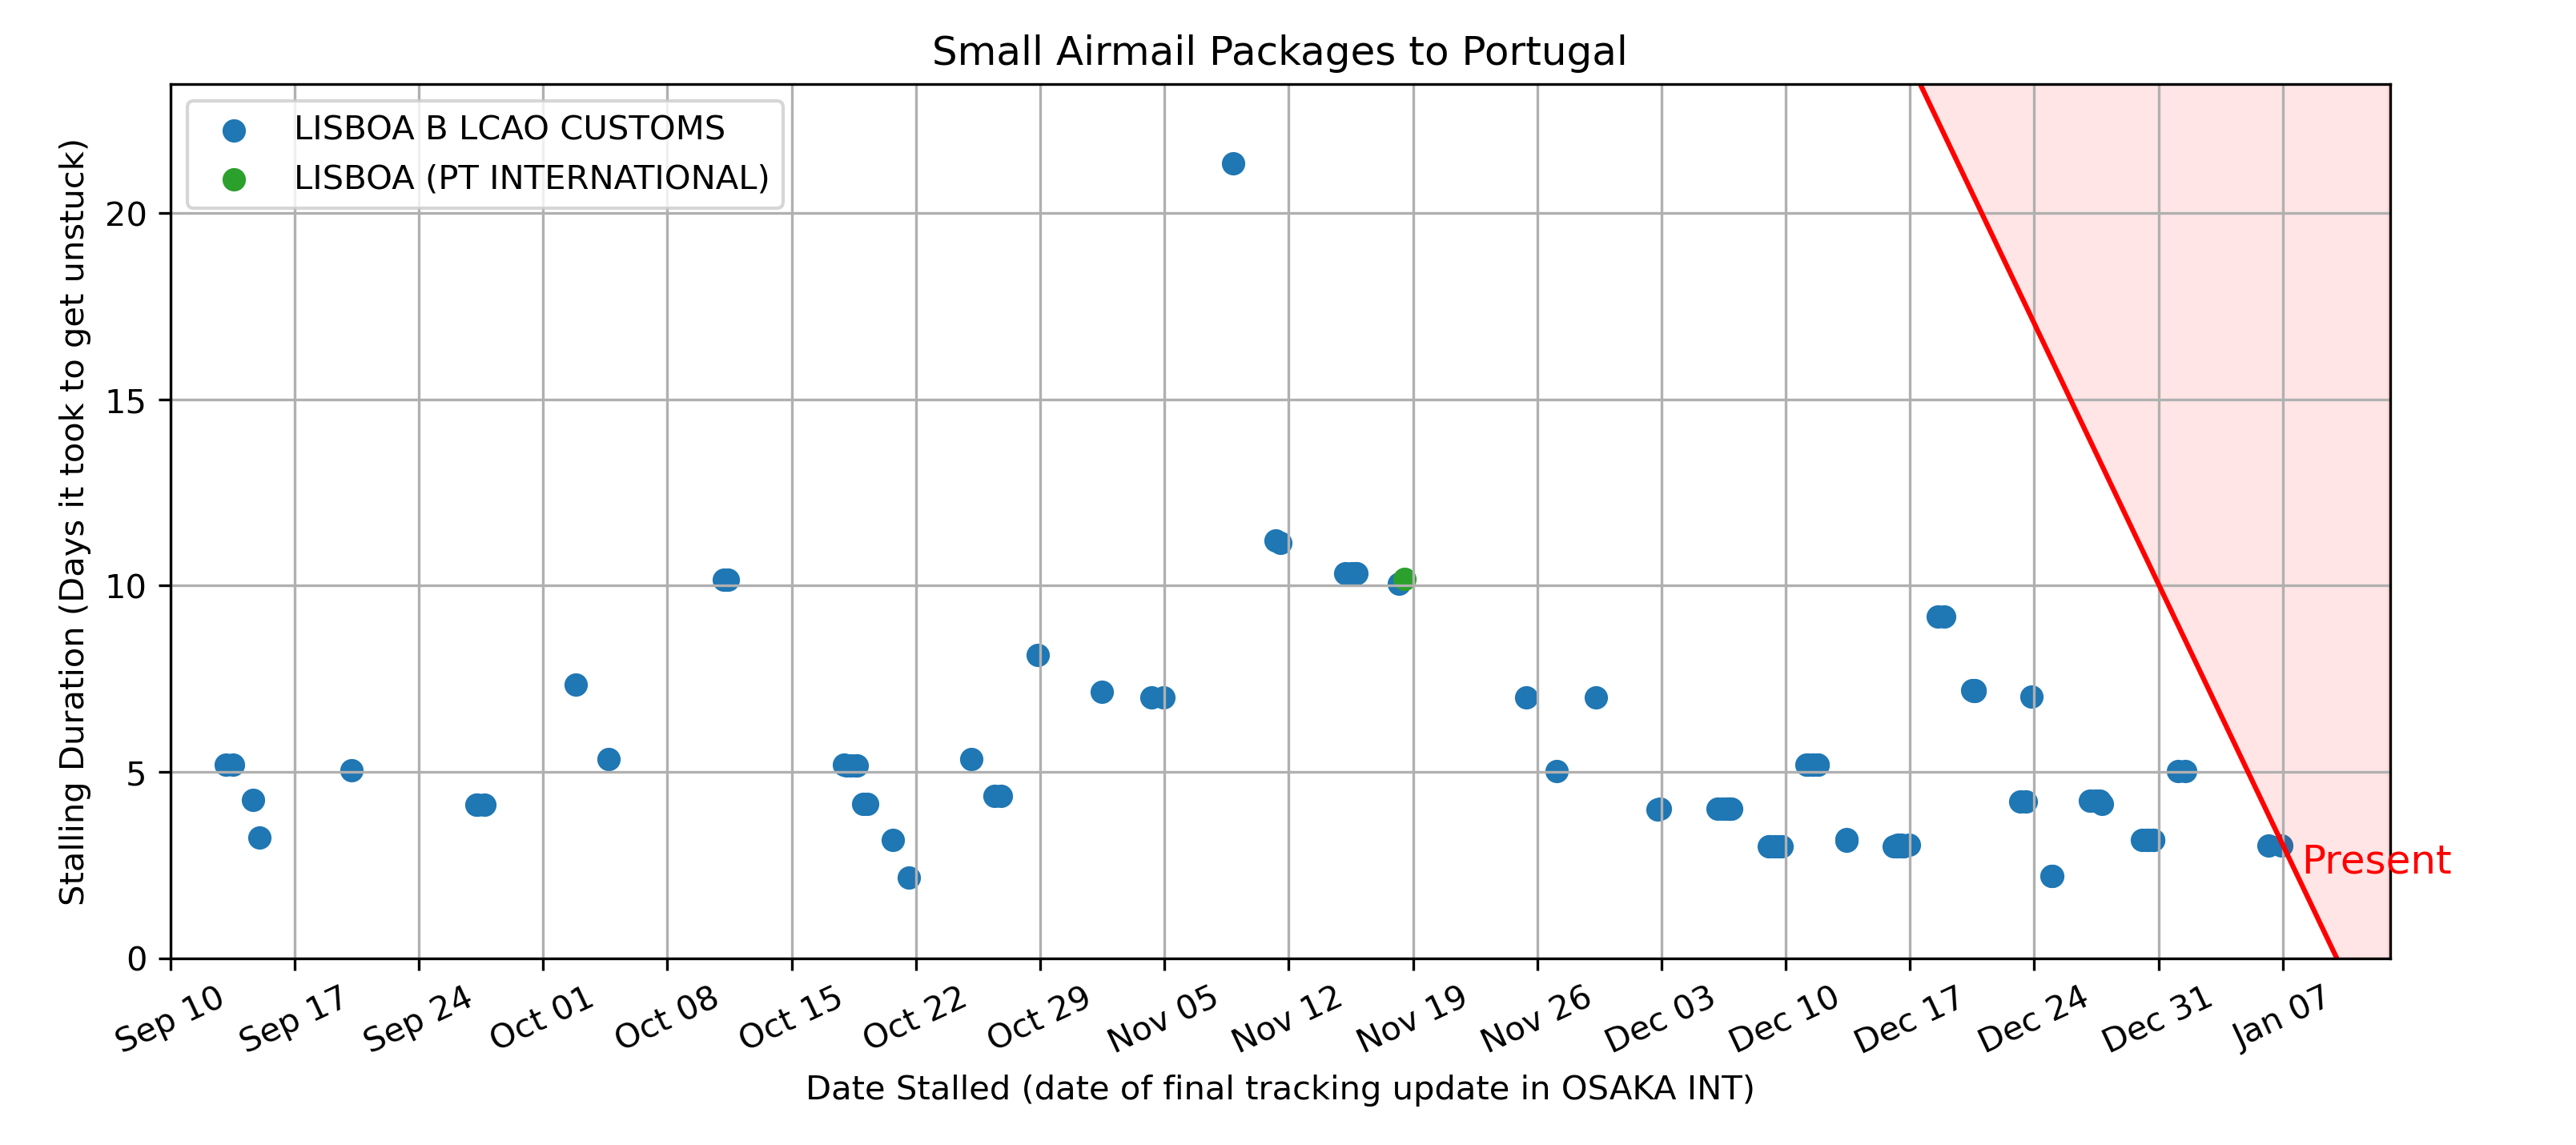 Small Airmail Packages to Portugal
LISBOA B LCAO CUSTOMS
LISBOA (PT INTERNATIONAL)
Stalling Duration (Days it took to get unstuck)
20
15
10
5
0
Present
Sep 10
Sep 17
Sep 24
Oct 01
Oct 08
Oct 15
Oct 22
Oct 29
Nov 05
Nov 12
Nov 19
Nov 26
Dec 03
Dec 10
Dec 17
Dec 24
Dec 31
Jan 07
Date Stalled (date of final tracking update in OSAKA INT)